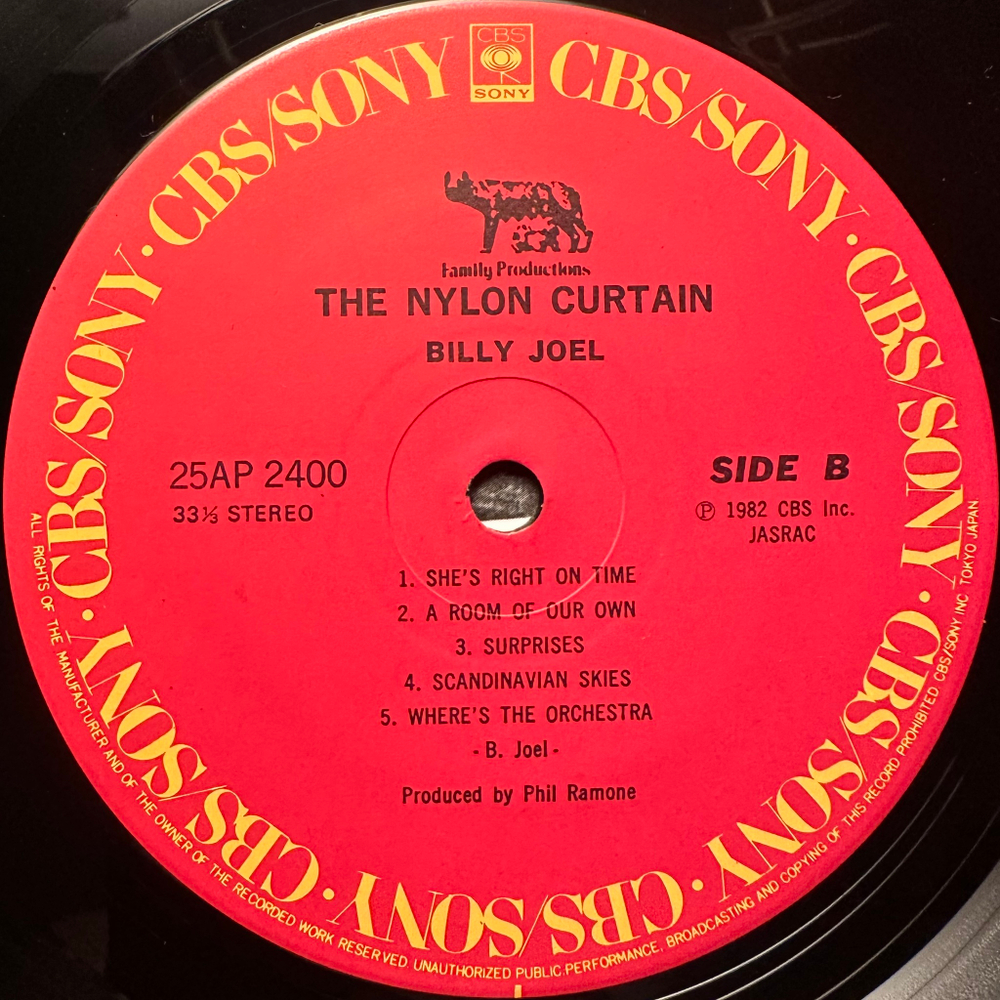 CBS
SONY
CBS/SONY · CBS/SONY · CBS/SONY · CBS/SONY · CBS/SONY · CBS/SONY · CBS/SONY · CBS/SONY
Family Productions
THE NYLON CURTAIN
BILLY JOEL
25AP 2400
33⅓ STEREO
SIDE B
℗ 1982 CBS Inc.
JASRAC
1. SHE'S RIGHT ON TIME
2. A ROOM OF OUR OWN
3. SURPRISES
4. SCANDINAVIAN SKIES
5. WHERE'S THE ORCHESTRA
- B. Joel -
Produced by Phil Ramone
ALL RIGHTS OF THE MANUFACTURER AND OF THE OWNER OF THE RECORDED WORK RESERVED UNAUTHORIZED PUBLIC PERFORMANCE, BROADCASTING AND COPYING OF THIS RECORD PROHIBITED CBS/SONY INC TOKYO JAPAN